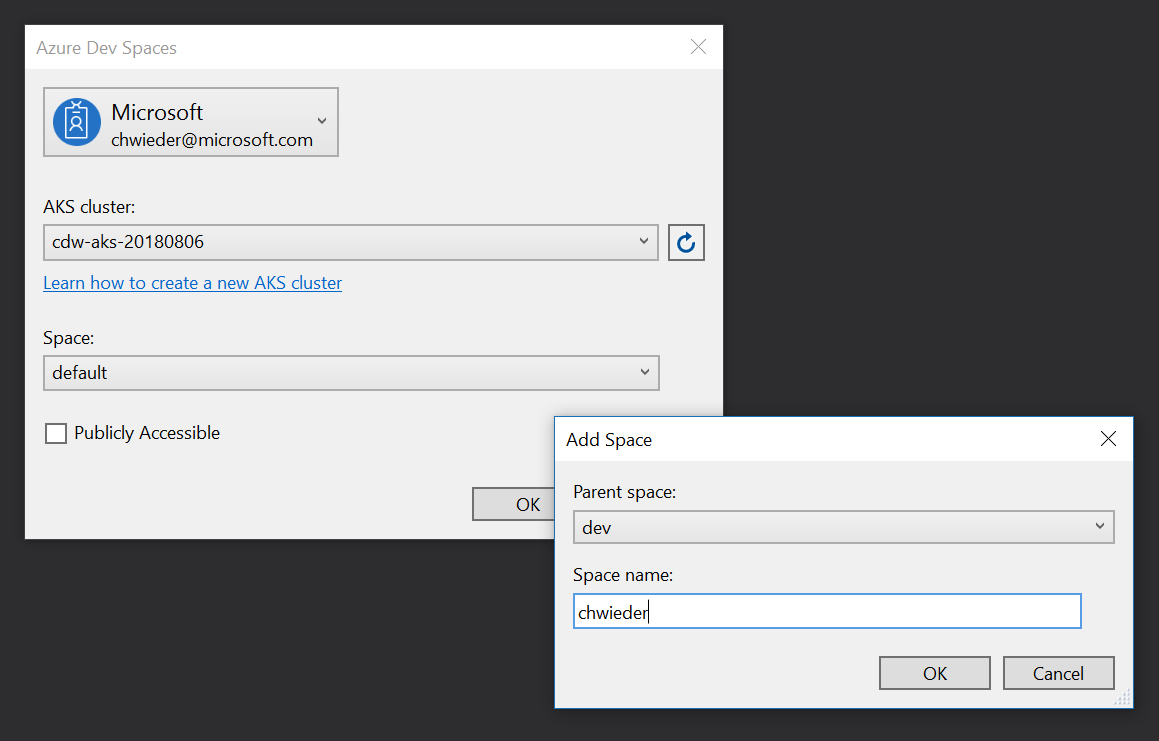 Azure Dev Spaces
Microsoft
chwieder@microsoft.com
AKS cluster:
cdw-aks-20180806
Learn how to create a new AKS cluster
Space:
default
Publicly Accessible
OK
Add Space
Parent space:
dev
Space name:
chwieder
OK
Cancel